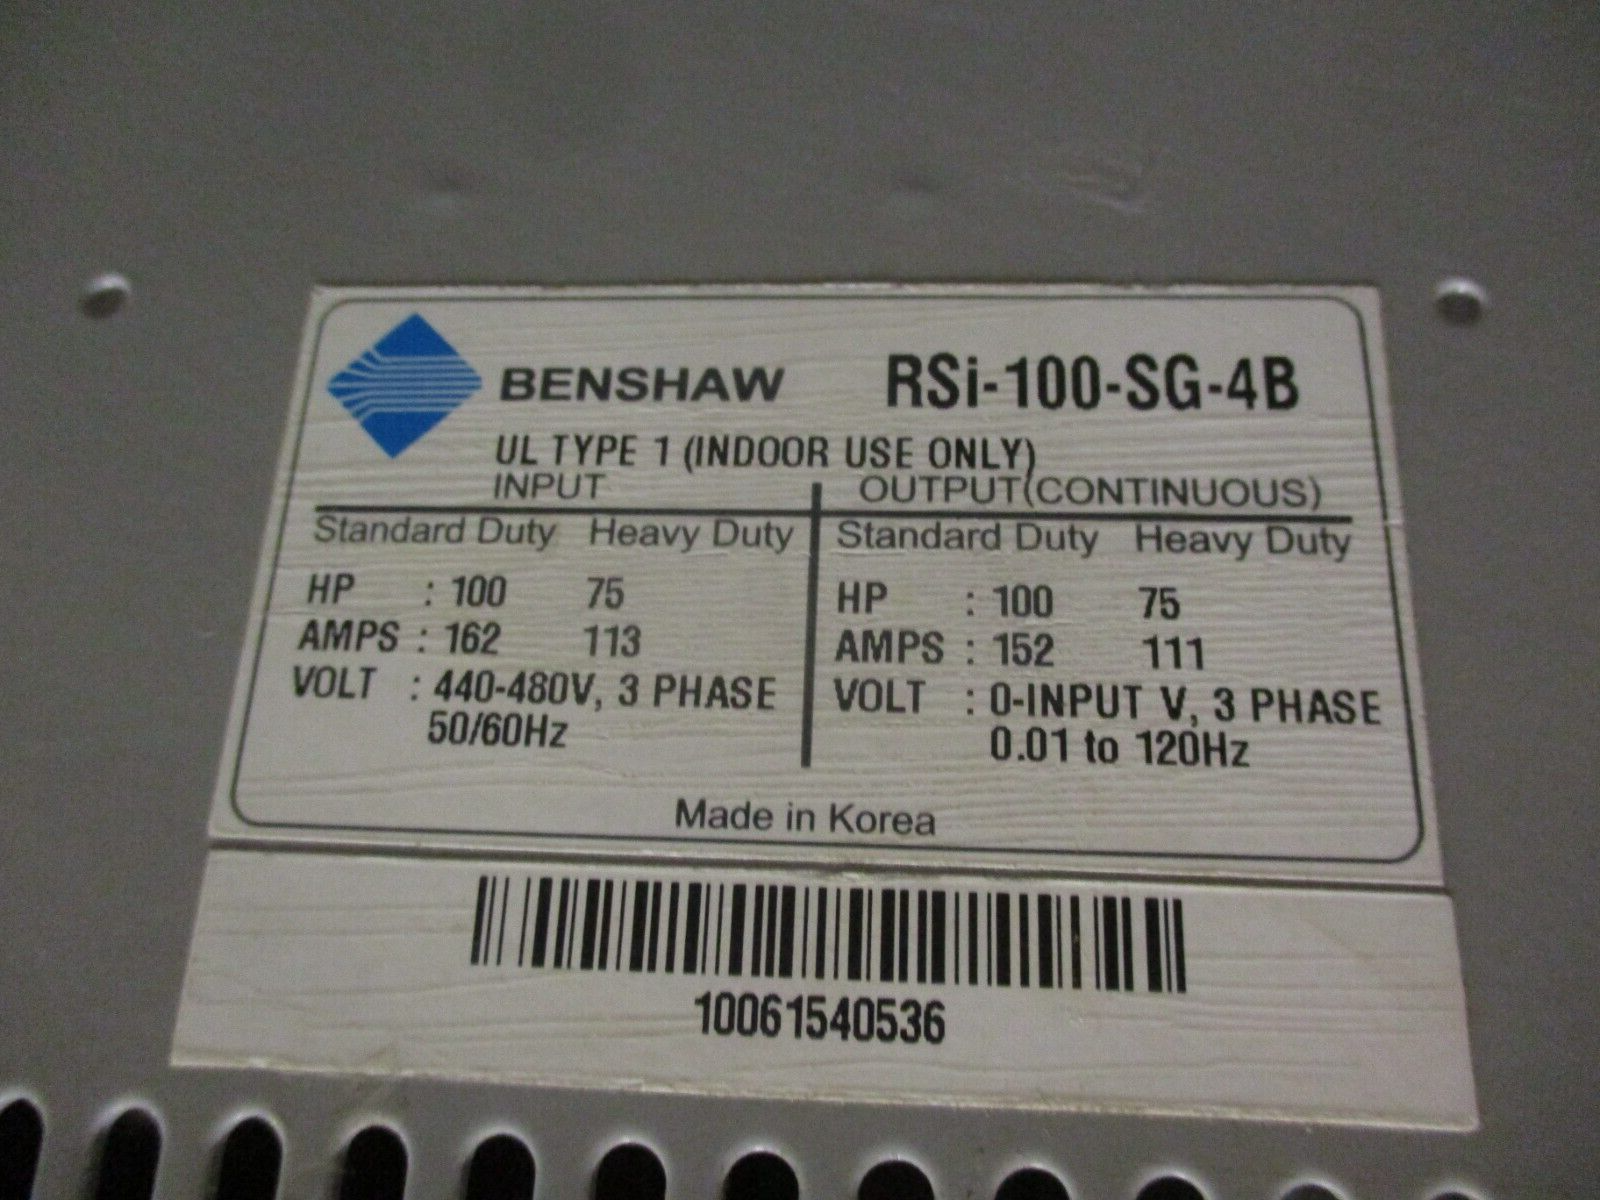 BENSHAW RSi-100-SG-4B
UL TYPE 1 (INDOOR USE ONLY)
INPUT OUTPUT(CONTINUOUS)
Standard Duty Heavy Duty Standard Duty Heavy Duty
HP : 100 75 HP : 100 75
AMPS : 162 113 AMPS : 152 111
VOLT : 440-480V, 3 PHASE VOLT : 0-INPUT V, 3 PHASE
50/60Hz 0.01 to 120Hz
Made in Korea
10061540536